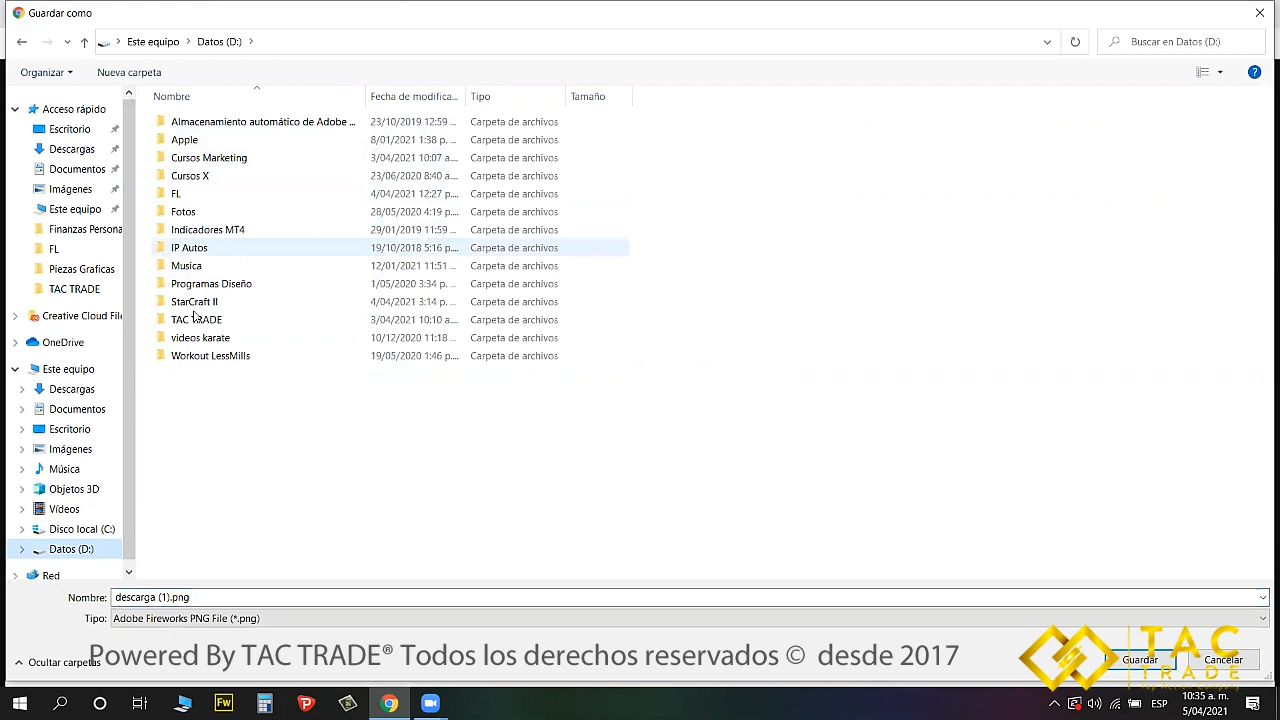 Guardar como
Este equipo
Datos (D:)
Buscar en Datos (D:)
Organizar
Nueva carpeta
Nombre
Fecha de modifica...
Tipo
Tamaño
Acceso rápido
Escritorio
Descargas
Documentos
Imágenes
Este equipo
Finanzas Persona
FL
Piezas Graficas
TAC TRADE
Creative Cloud File
OneDrive
Este equipo
Descargas
Documentos
Escritorio
Imágenes
Música
Objetos 3D
Vídeos
Disco local (C:)
Datos (D:)
Red
Almacenamiento automático de Adobe ... 23/10/2019 12:59 ... Carpeta de archivos
Apple 8/01/2021 1:38 p. ... Carpeta de archivos
Cursos Marketing 3/04/2021 10:07 a.... Carpeta de archivos
Cursos X 23/06/2020 8:40 a... Carpeta de archivos
FL 4/04/2021 12:27 p.... Carpeta de archivos
Fotos 28/05/2020 4:19 p... Carpeta de archivos
Indicadores MT4 29/01/2019 11:59 ... Carpeta de archivos
IP Autos 19/10/2018 5:16 p.... Carpeta de archivos
Musica 12/01/2021 11:51 ... Carpeta de archivos
Programas Diseño 1/05/2020 3:34 p. ... Carpeta de archivos
StarCraft II 4/04/2021 3:14 p. ... Carpeta de archivos
TAC TRADE 3/04/2021 10:10 a... Carpeta de archivos
videos karate 10/12/2020 11:18 ... Carpeta de archivos
Workout LessMills 19/05/2020 1:46 p.... Carpeta de archivos
Nombre: descarga (1).png
Tipo: Adobe Fireworks PNG File (*.png)
Ocultar carpetas
Powered By TAC TRADE® Todos los derechos reservados © desde 2017
TAC
TRADE
Top Action Company
Guardar
Cancelar
Fw
ESP
10:35 a. m.
5/04/2021